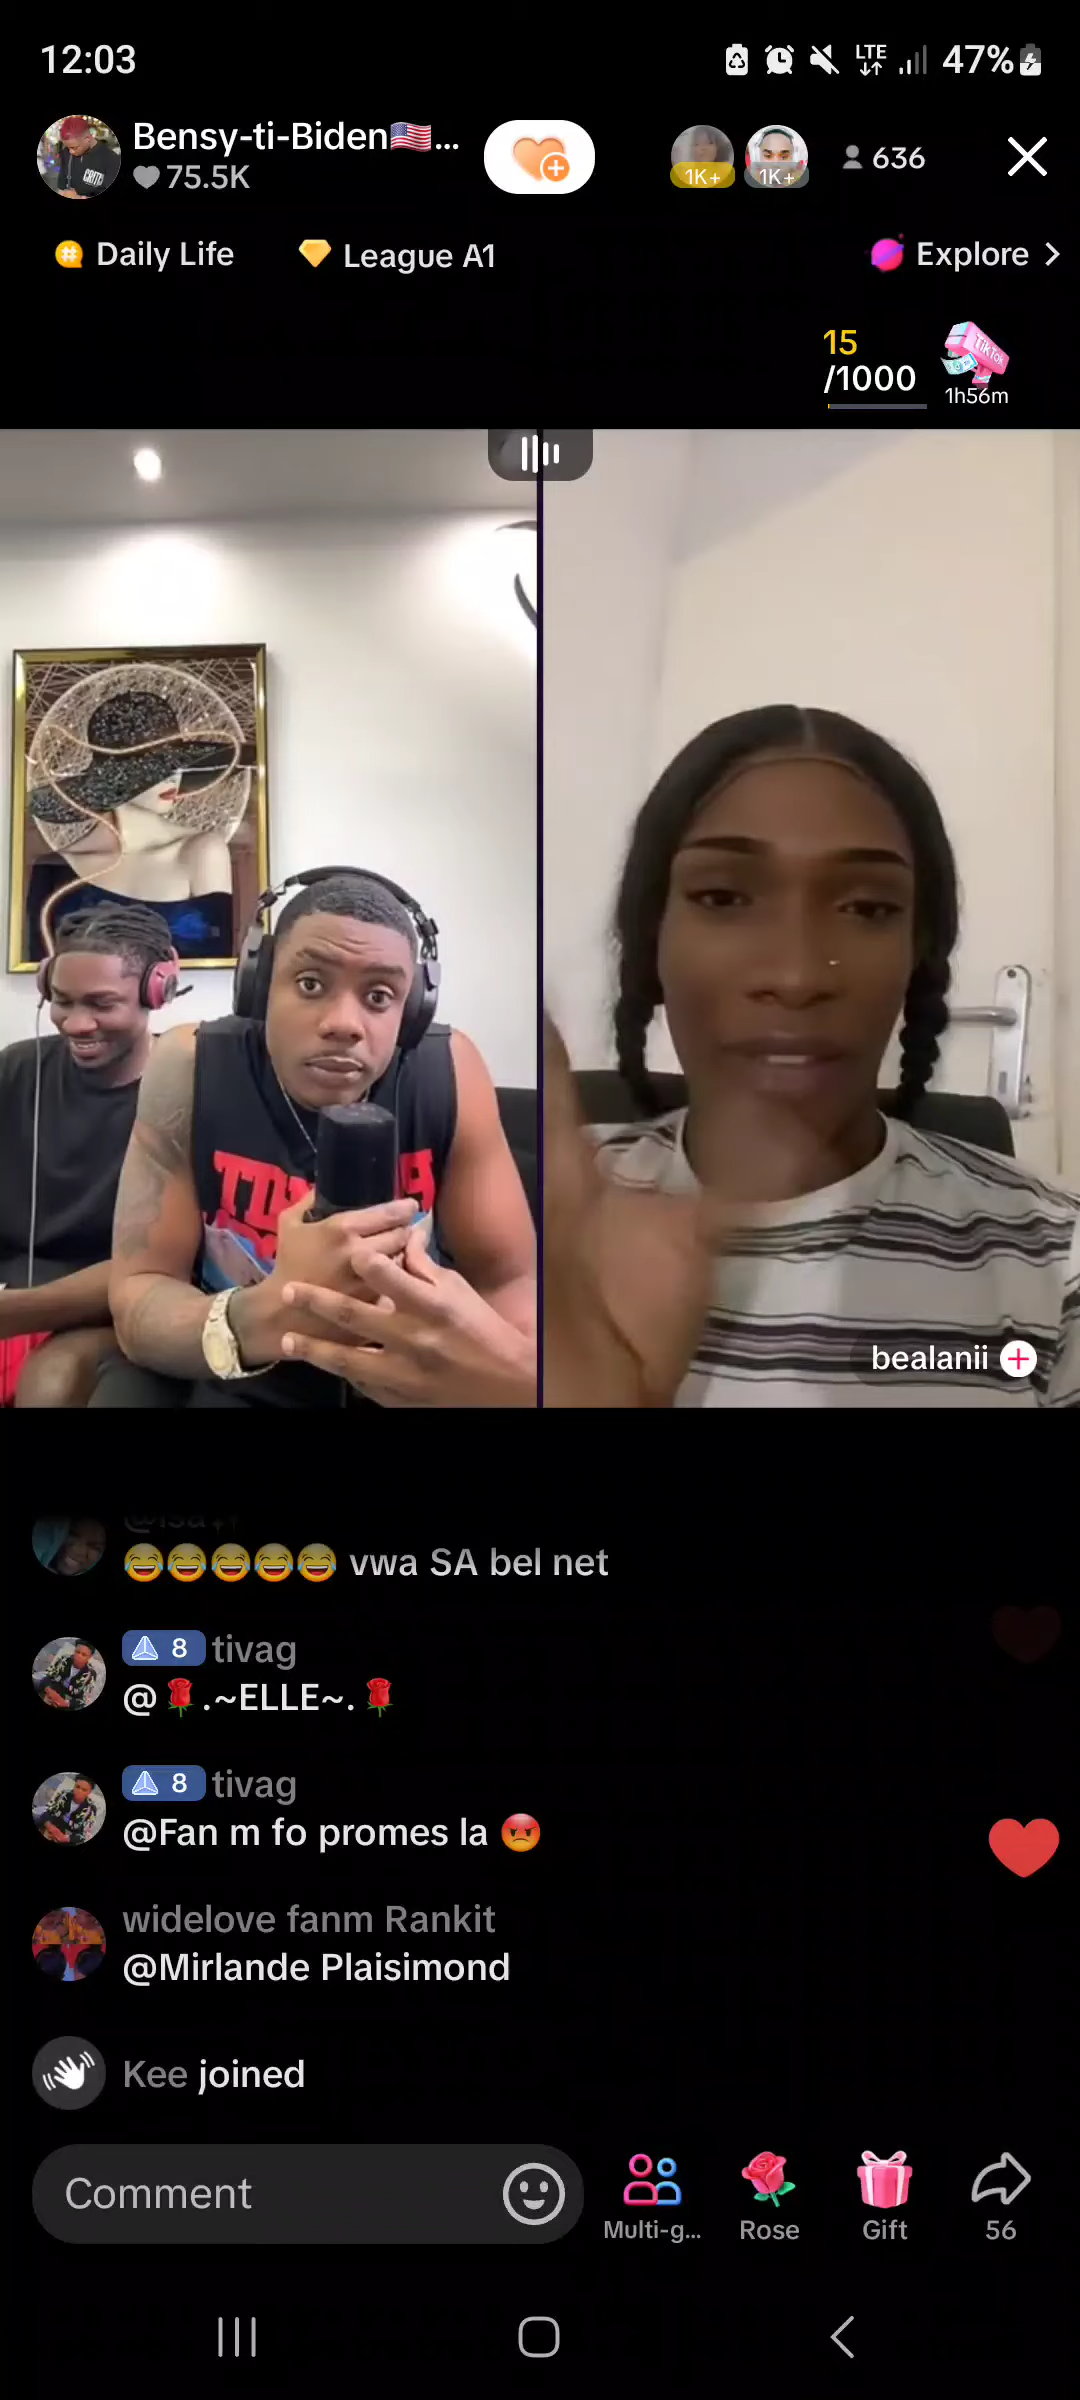 12:03
LTE
47%
Bensy-ti-Biden🇺🇸...
75.5K
1K+
1K+
636
Daily Life
League A1
Explore >
15
/1000
TikTok
1h56m
bealanii
😂😂😂😂😂 vwa SA bel net
8 tivag
@🌹.~ELLE~.🌹
8 tivag
@Fan m fo promes la 😡
widelove fanm Rankit
@Mirlande Plaisimond
Kee joined
Comment
Multi-g...
Rose
Gift
56